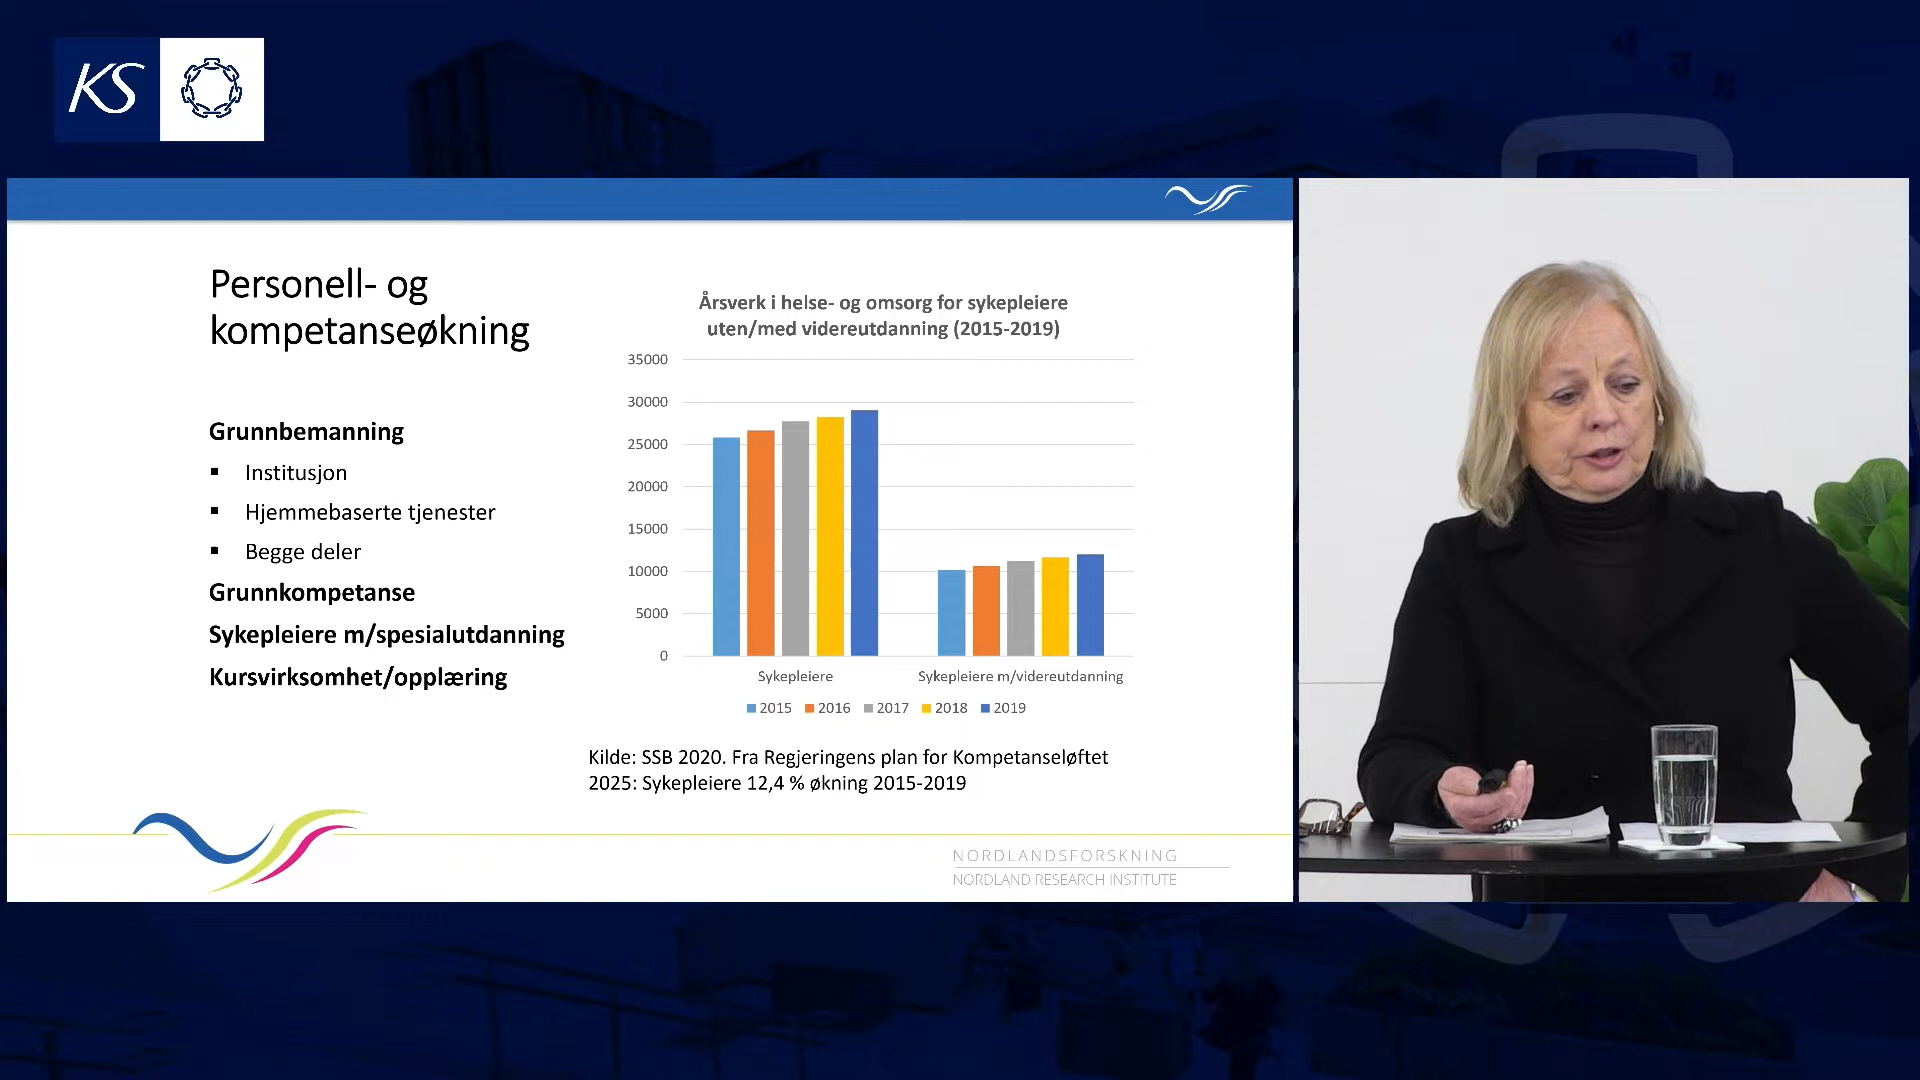 KS
Personell- og
kompetanseøkning
Grunnbemanning
▪ Institusjon
▪ Hjemmebaserte tjenester
▪ Begge deler
Grunnkompetanse
Sykepleiere m/spesialutdanning
Kursvirksomhet/opplæring
Årsverk i helse- og omsorg for sykepleiere
uten/med videreutdanning (2015-2019)
35000
30000
25000
20000
15000
10000
5000
0
Sykepleiere Sykepleiere m/videreutdanning
2015 2016 2017 2018 2019
Kilde: SSB 2020. Fra Regjeringens plan for Kompetanseløftet
2025: Sykepleiere 12,4 % økning 2015-2019
NORDLANDSFORSKNING
NORDLAND RESEARCH INSTITUTE